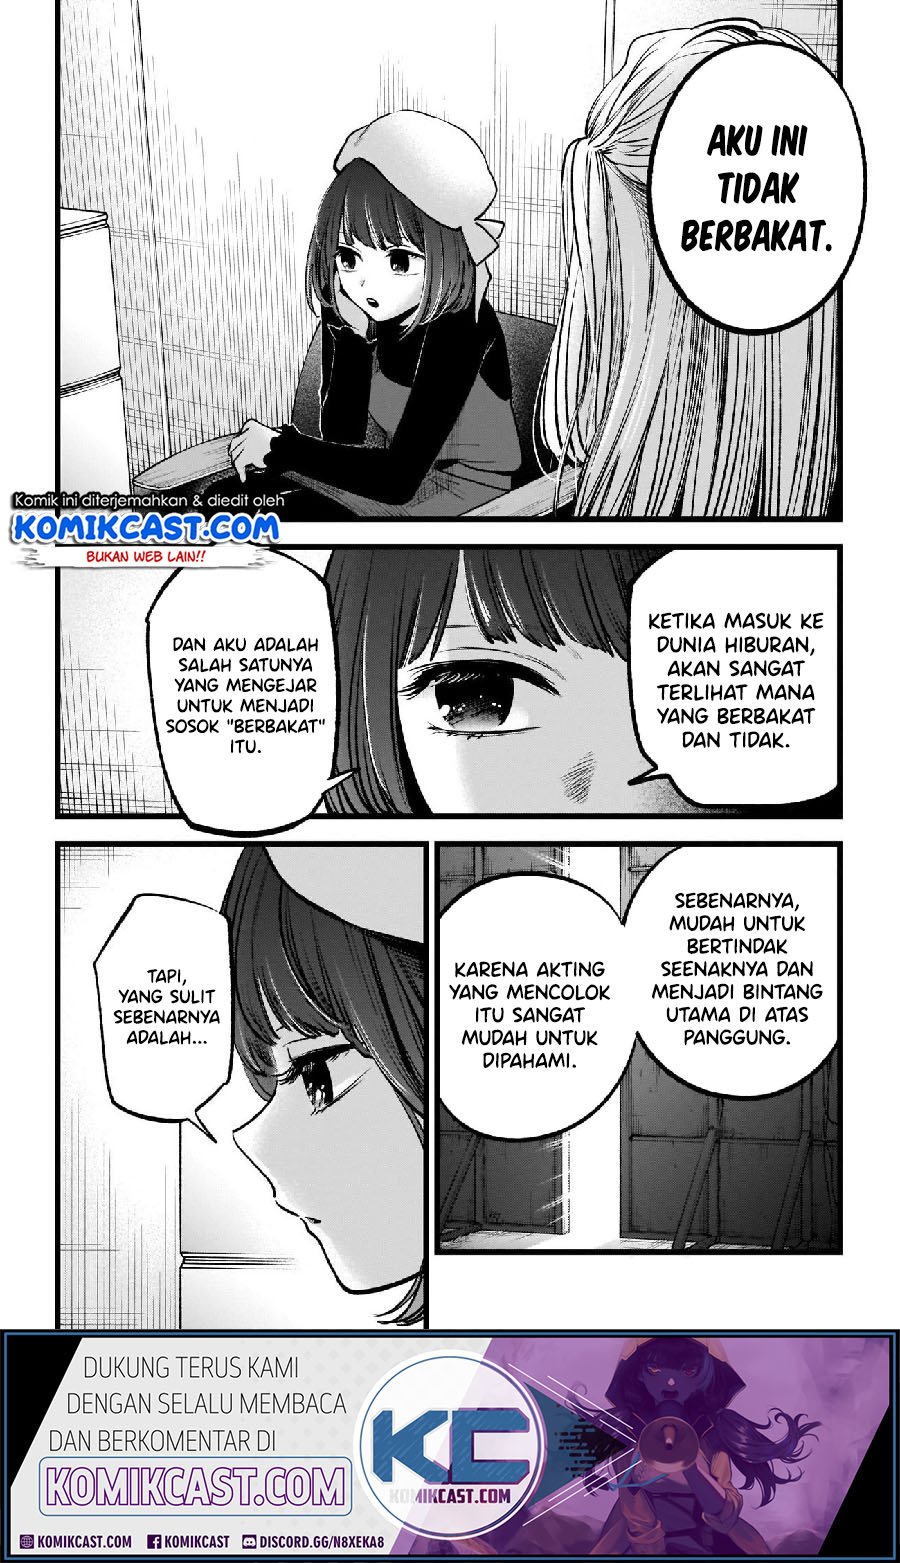 AKU INI
TIDAK
BERBAKAT.
Komik ini diterjemahkan & diedit oleh
KOMIKCAST.COM
BUKAN WEB LAIN!!
KETIKA MASUK KE
DUNIA HIBURAN,
AKAN SANGAT
TERLIHAT MANA
YANG BERBAKAT
DAN TIDAK.
DAN AKU ADALAH
SALAH SATUNYA
YANG MENGEJAR
UNTUK MENJADI
SOSOK "BERBAKAT"
ITU.
SEBENARNYA,
MUDAH UNTUK
BERTINDAK
SEENAKNYA DAN
MENJADI BINTANG
UTAMA DI ATAS
PANGGUNG.
KARENA AKTING
YANG MENCOLOK
ITU SANGAT
MUDAH UNTUK
DIPAHAMI.
TAPI,
YANG SULIT
SEBENARNYA
ADALAH...
DUKUNG TERUS KAMI
DENGAN SELALU MEMBACA
DAN BERKOMENTAR DI
KOMIKCAST.COM
KC
KOMIKCAST.COM
KOMIKCAST.COM
KOMIKCAST
DISCORD.GG/N8XEKA8